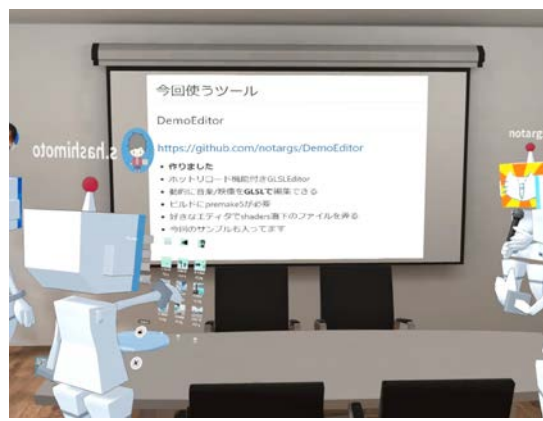 今回使うツール
DemoEditor
https://github.com/notargs/DemoEditor
• 作りました
• ホットリロード機能付きGLSLEditor
• 動的に音楽/映像をGLSLで編集できる
• ビルドにpremake5が必要
• 好きなエディタでshaders直下のファイルを弄る
• 今回のサンプルも入ってます
s.hashimoto
notargs